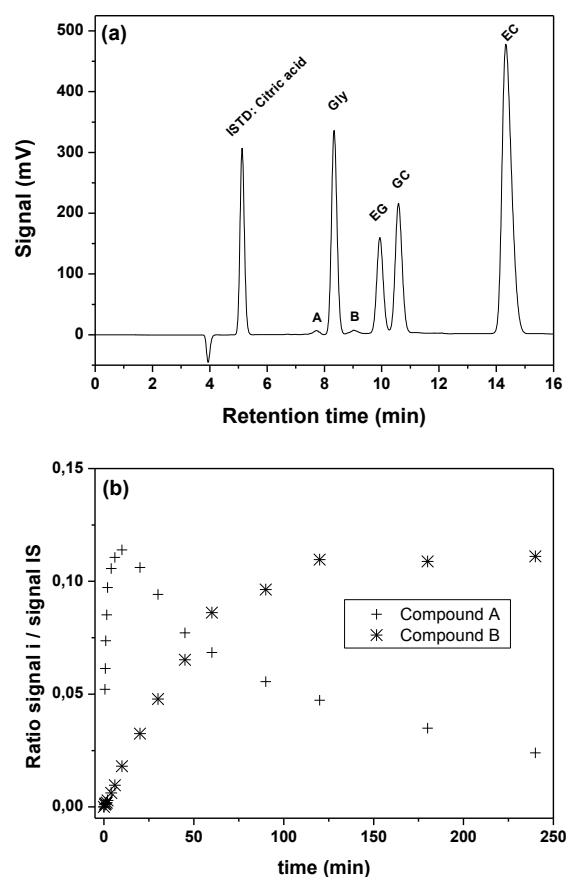 (a)
500
400
300
200
100
0
Signal (mV)
ISTD: Citric acid
A
Gly
B
EG
GC
EC
0 2 4 6 8 10 12 14 16
Retention time (min)
(b)
0,15
0,10
0,05
0,00
Ratio signal i / signal IS
Compound A
Compound B
0 50 100 150 200 250
time (min)